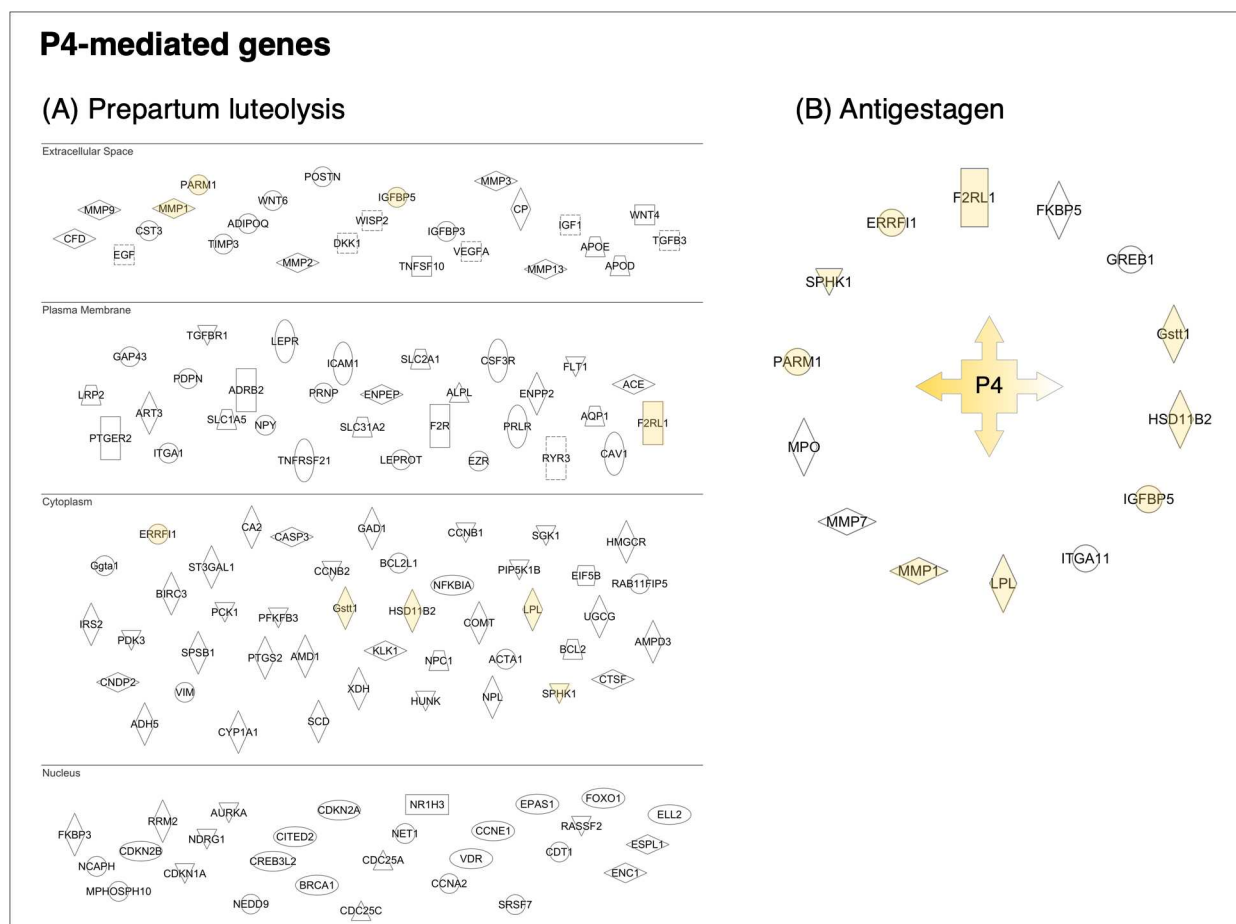 P4-mediated genes
(A) Prepartum luteolysis
Extracellular Space
POSTN
PARM1
MMP3
IGFBP5
MMP9
MMP1
WNT6
CP
WISP2
WNT4
ADIPOQ
IGF1
CST3
IGFBP3
CFD
TIMP3
DKK1
TGFB3
APOE
EGF
VEGFA
MMP2
TNFSF10
MMP13
APOD
Plasma Membrane
TGFBR1
LEPR
GAP43
ICAM1
SLC2A1
CSF3R
FLT1
PDPN
ACE
ADRB2
PRNP
ENPEP
ALPL
ENPP2
LRP2
ART3
AQP1
SLC1A5
NPY
SLC31A2
F2R
PRLR
F2RL1
PTGER2
ITGA1
TNFRSF21
LEPROT
EZR
RYR3
CAV1
Cytoplasm
CA2
GAD1
ERRFI1
CASP3
CCNB1
SGK1
HMGCR
Ggta1
ST3GAL1
CCNB2
BCL2L1
PIP5K1B
EIF5B
NFKBIA
RAB11FIP5
BIRC3
PCK1
PFKFB3
Gstt1
HSD11B2
LPL
UGCG
IRS2
COMT
PDK3
AMPD3
SPSB1
PTGS2
AMD1
KLK1
NPC1
ACTA1
BCL2
CNDP2
VIM
XDH
HUNK
NPL
SPHK1
CTSF
ADH5
CYP1A1
SCD
Nucleus
FOXO1
NR1H3
EPAS1
CDKN2A
AURKA
ELL2
RRM2
RASSF2
FKBP3
NDRG1
CITED2
NET1
CCNE1
ESPL1
CDKN2B
CDT1
NCAPH
CREB3L2
CDC25A
VDR
CDKN1A
ENC1
MPHOSPH10
BRCA1
CCNA2
NEDD9
CDC25C
SRSF7
(B) Antigestagen
F2RL1
FKBP5
ERRFI1
GREB1
SPHK1
Gstt1
PARM1
P4
HSD11B2
MPO
IGFBP5
MMP7
ITGA11
MMP1
LPL